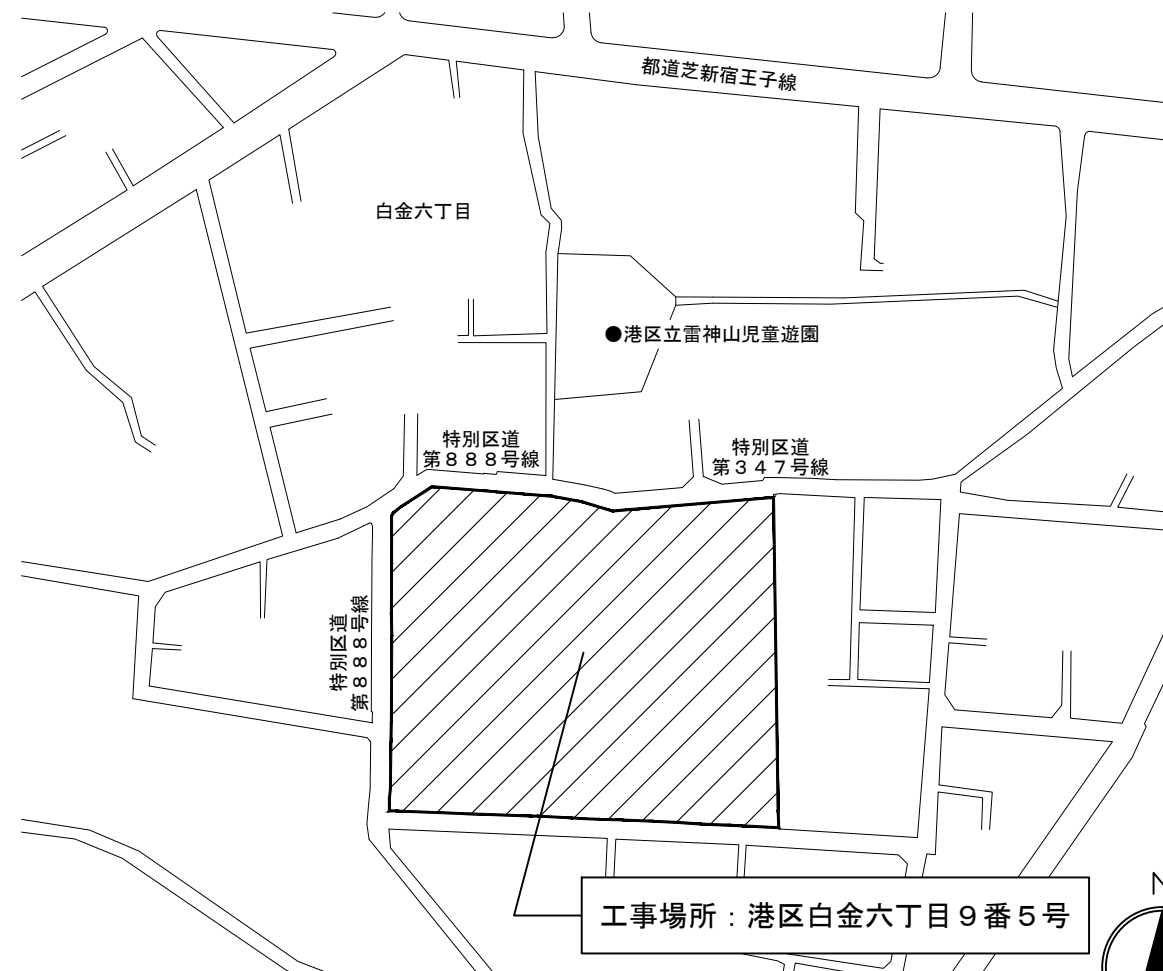 都道芝新宿王子線
白金六丁目
●港区立雷神山児童遊園
特別区道
第888号線
特別区道
第347号線
特別区道
第888号線
工事場所：港区白金六丁目9番5号
N